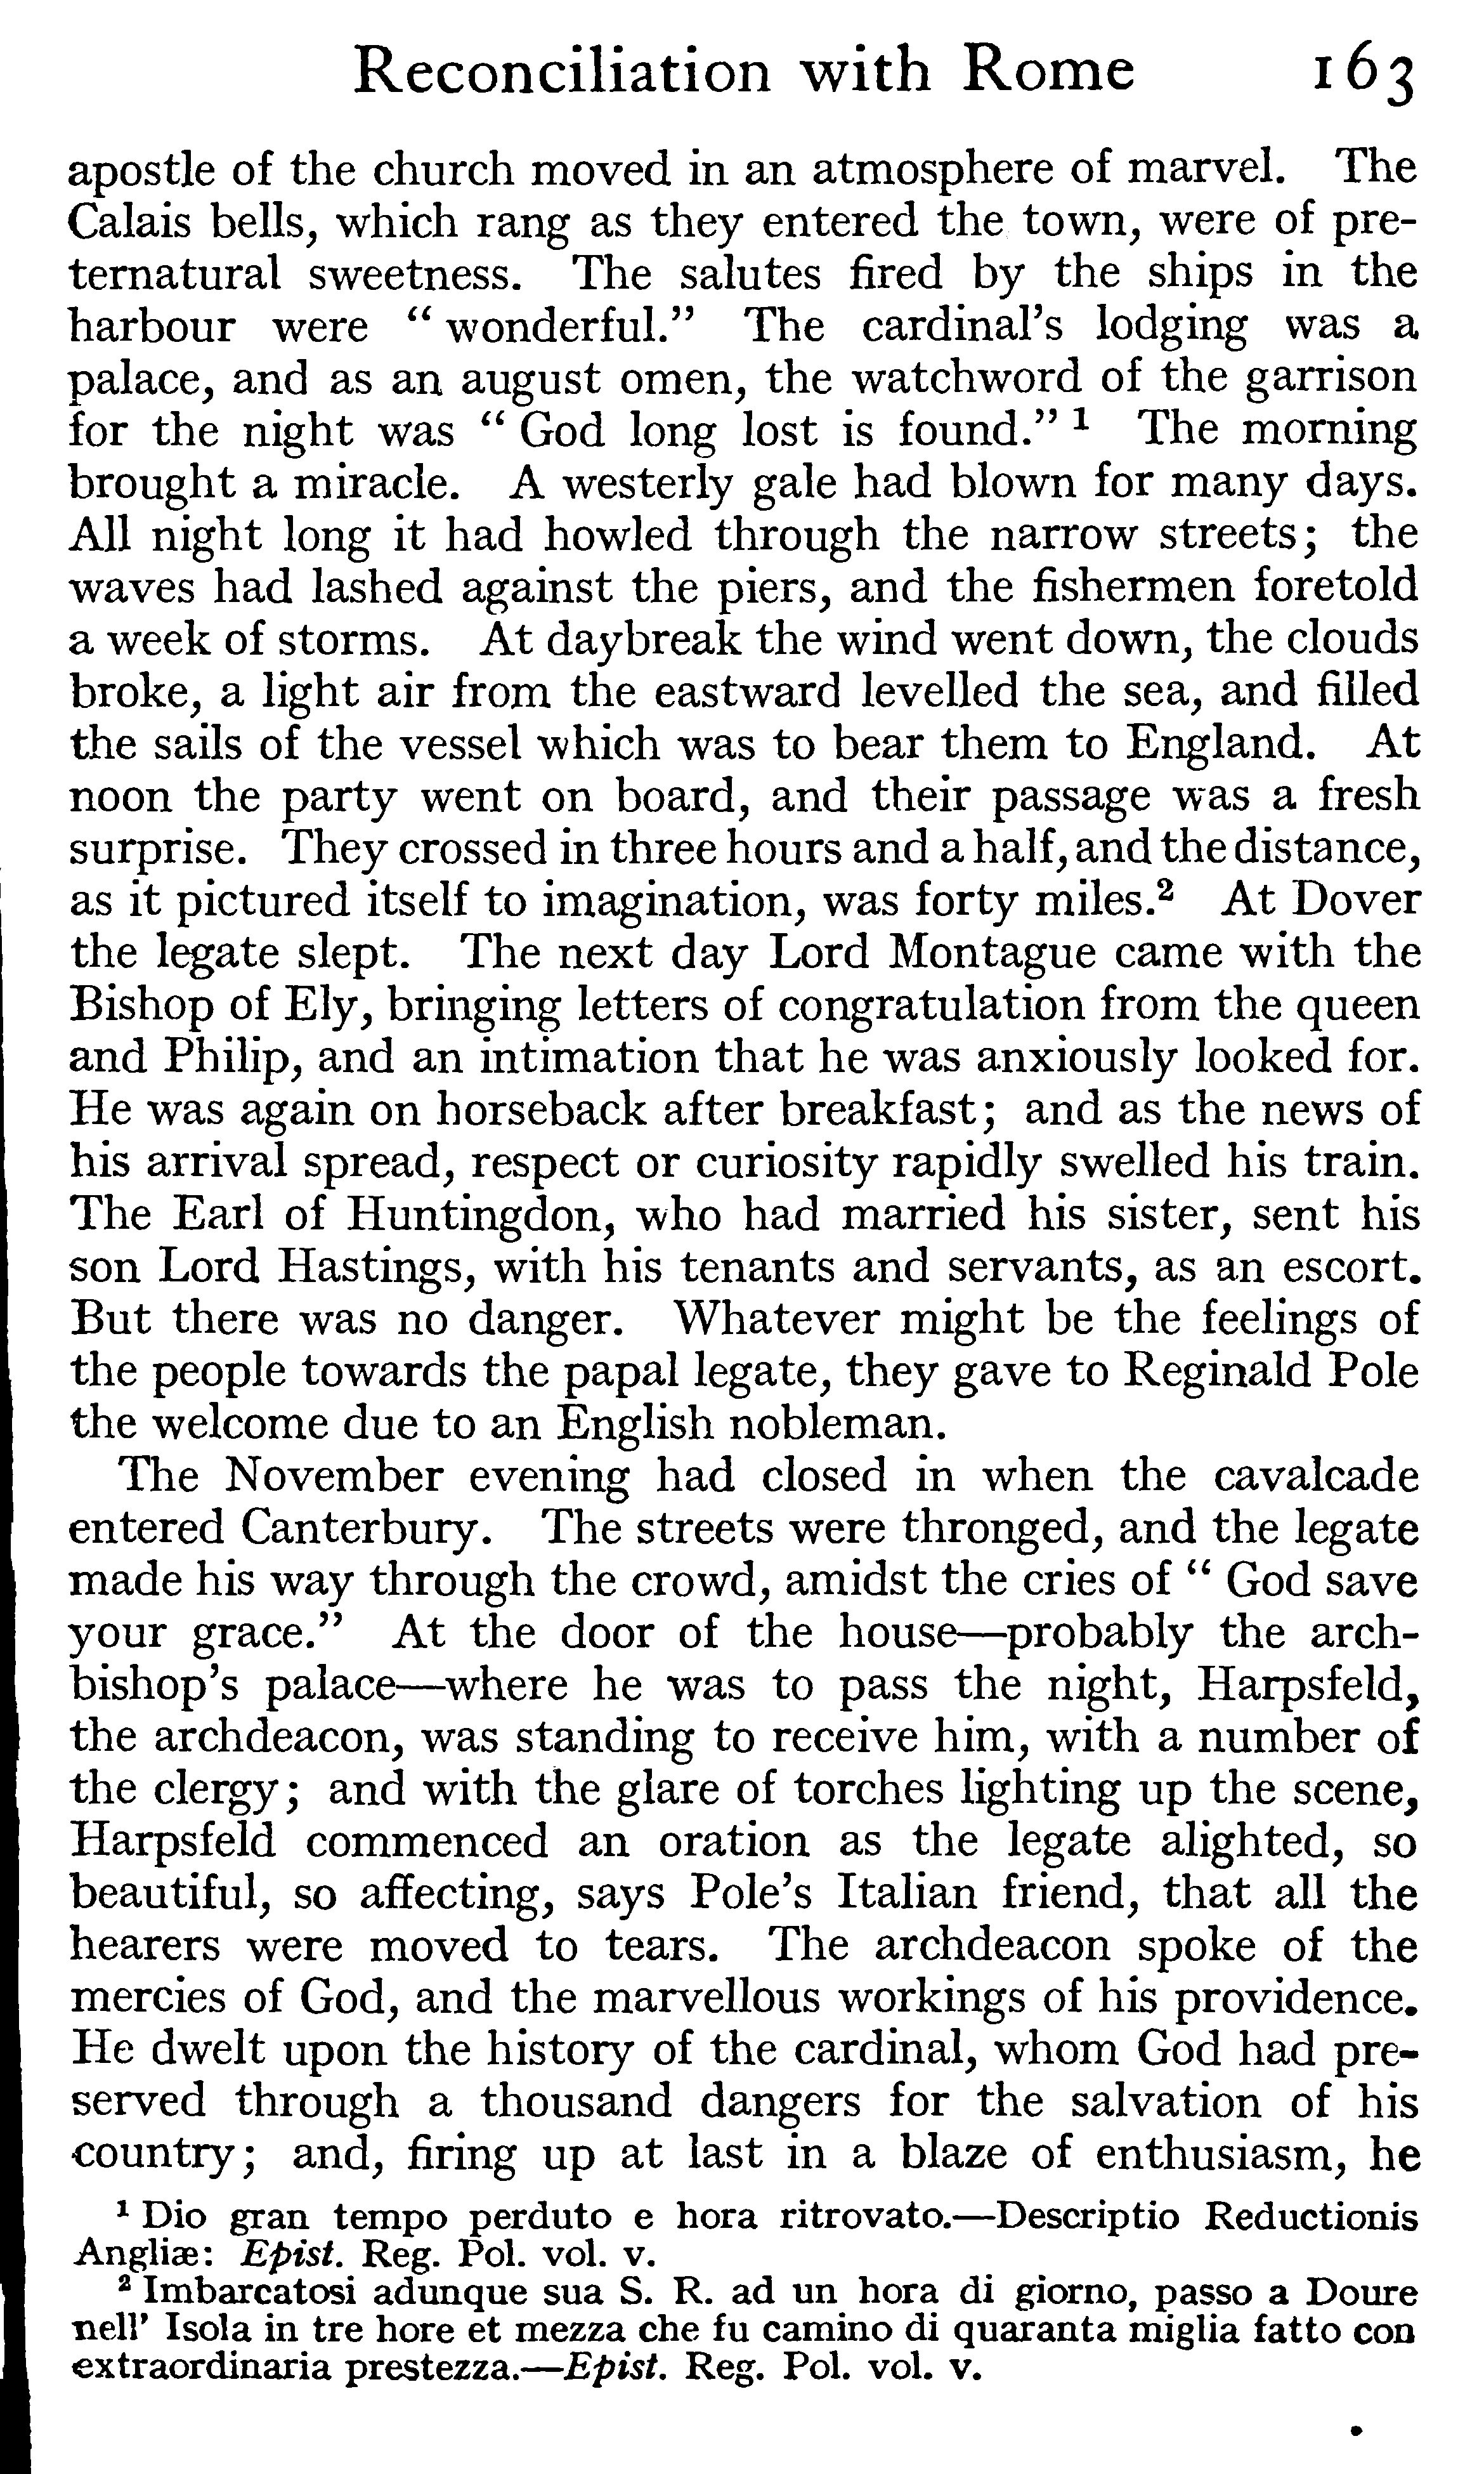 Reconciliation with Rome 163
apostle of the church moved in an atmosphere of marvel. The
Calais bells, which rang as they entered the town, were of pre-
ternatural sweetness. The salutes fired by the ships in the
harbour were “ wonderful.” The cardinal’s lodging was a
palace, and as an august omen, the watchword of the garrison
for the night was “ God long lost is found.” ¹ The morning
brought a miracle. A westerly gale had blown for many days.
All night long it had howled through the narrow streets; the
waves had lashed against the piers, and the fishermen foretold
a week of storms. At daybreak the wind went down, the clouds
broke, a light air from the eastward levelled the sea, and filled
the sails of the vessel which was to bear them to England. At
noon the party went on board, and their passage was a fresh
surprise. They crossed in three hours and a half, and the distance,
as it pictured itself to imagination, was forty miles.² At Dover
the legate slept. The next day Lord Montague came with the
Bishop of Ely, bringing letters of congratulation from the queen
and Philip, and an intimation that he was anxiously looked for.
He was again on horseback after breakfast; and as the news of
his arrival spread, respect or curiosity rapidly swelled his train.
The Earl of Huntingdon, who had married his sister, sent his
son Lord Hastings, with his tenants and servants, as an escort.
But there was no danger. Whatever might be the feelings of
the people towards the papal legate, they gave to Reginald Pole
the welcome due to an English nobleman.
The November evening had closed in when the cavalcade
entered Canterbury. The streets were thronged, and the legate
made his way through the crowd, amidst the cries of “ God save
your grace.” At the door of the house—probably the arch-
bishop’s palace—where he was to pass the night, Harpsfeld,
the archdeacon, was standing to receive him, with a number of
the clergy; and with the glare of torches lighting up the scene,
Harpsfeld commenced an oration as the legate alighted, so
beautiful, so affecting, says Pole’s Italian friend, that all the
hearers were moved to tears. The archdeacon spoke of the
mercies of God, and the marvellous workings of his providence.
He dwelt upon the history of the cardinal, whom God had pre-
served through a thousand dangers for the salvation of his
country; and, firing up at last in a blaze of enthusiasm, he
¹ Dio gran tempo perduto e hora ritrovato.—Descriptio Reductionis
Angliæ: Epist. Reg. Pol. vol. v.
² Imbarcatosi adunque sua S. R. ad un hora di giorno, passo a Doure
nell’ Isola in tre hore et mezza che fu camino di quaranta miglia fatto con
extraordinaria prestezza.—Epist. Reg. Pol. vol. v.